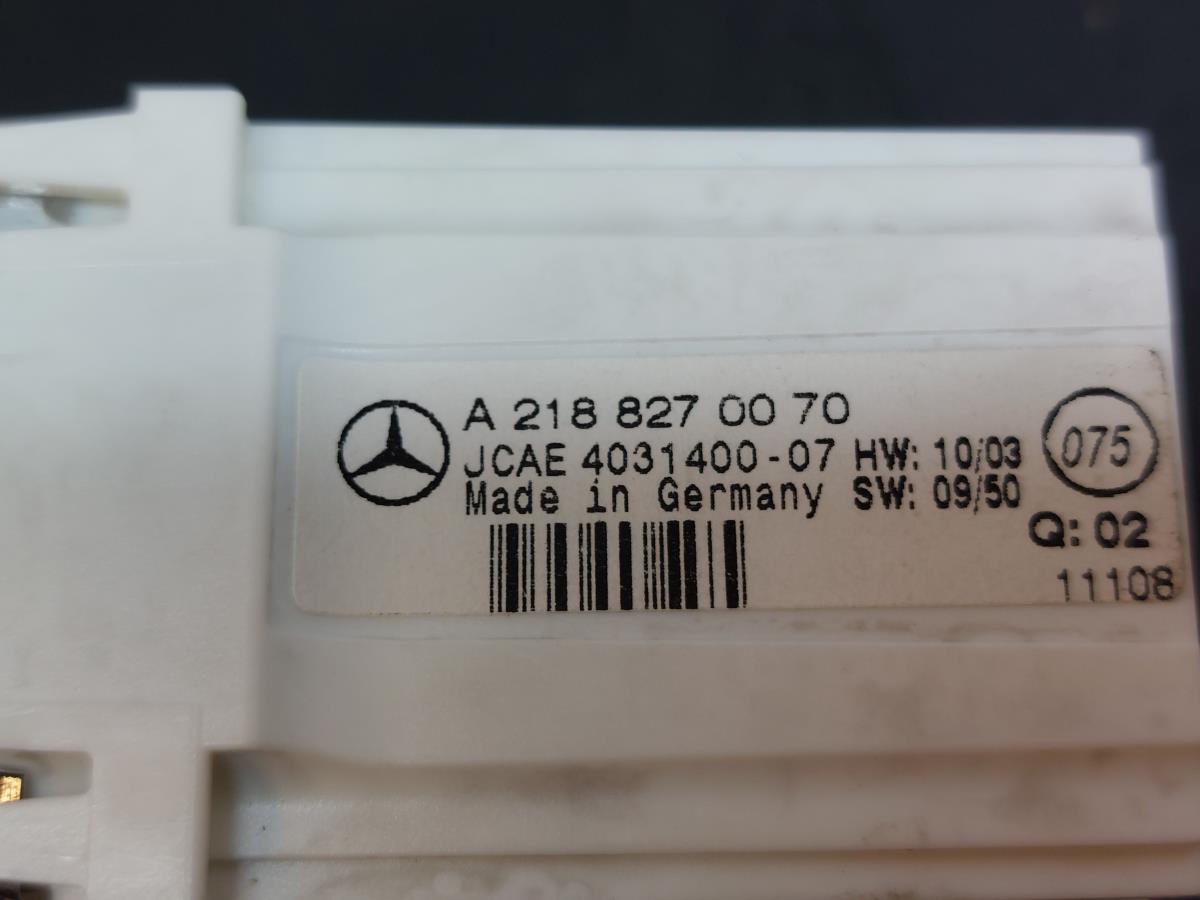 A 218 827 00 70
JCAE 4031400-07 HW: 10/03
Made in Germany SW: 09/50
075
Q: 02
11108